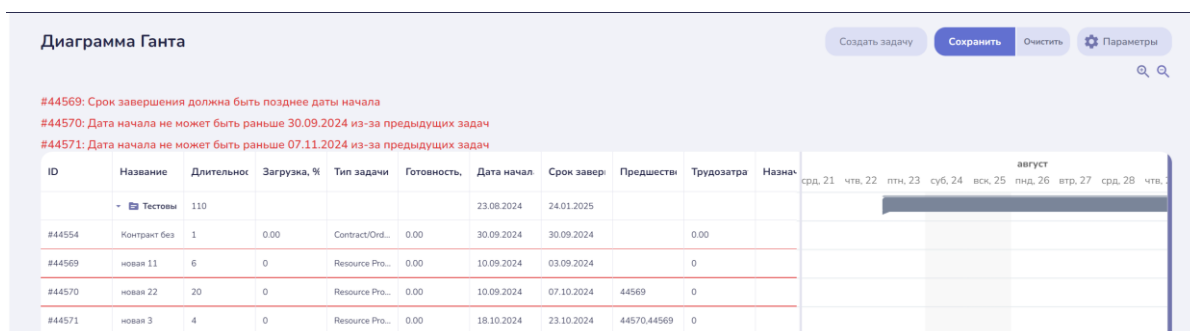 Диаграмма Ганта
Создать задачу Сохранить Очистить Параметры
#44569: Срок завершения должна быть позднее даты начала
#44570: Дата начала не может быть раньше 30.09.2024 из-за предыдущих задач
#44571: Дата начала не может быть раньше 07.11.2024 из-за предыдущих задач
ID Название Длительнос Загрузка, % Тип задачи Готовность, Дата начал Срок завер Предшеств Трудозатра Назнач
август
срд, 21 чтв, 22 птн, 23 суб, 24 вск, 25 пнд, 26 втр, 27 срд, 28 чтв,
Тестовы 110 23.08.2024 24.01.2025
#44554 Контракт без 1 0.00 Contract/Ord... 0.00 30.09.2024 30.09.2024 0.00
#44569 новая 11 6 0 Resource Pro... 0.00 10.09.2024 03.09.2024 0
#44570 новая 22 20 0 Resource Pro... 0.00 10.09.2024 07.10.2024 44569 0
#44571 новая 3 4 0 Resource Pro... 0.00 18.10.2024 23.10.2024 44570,44569 0